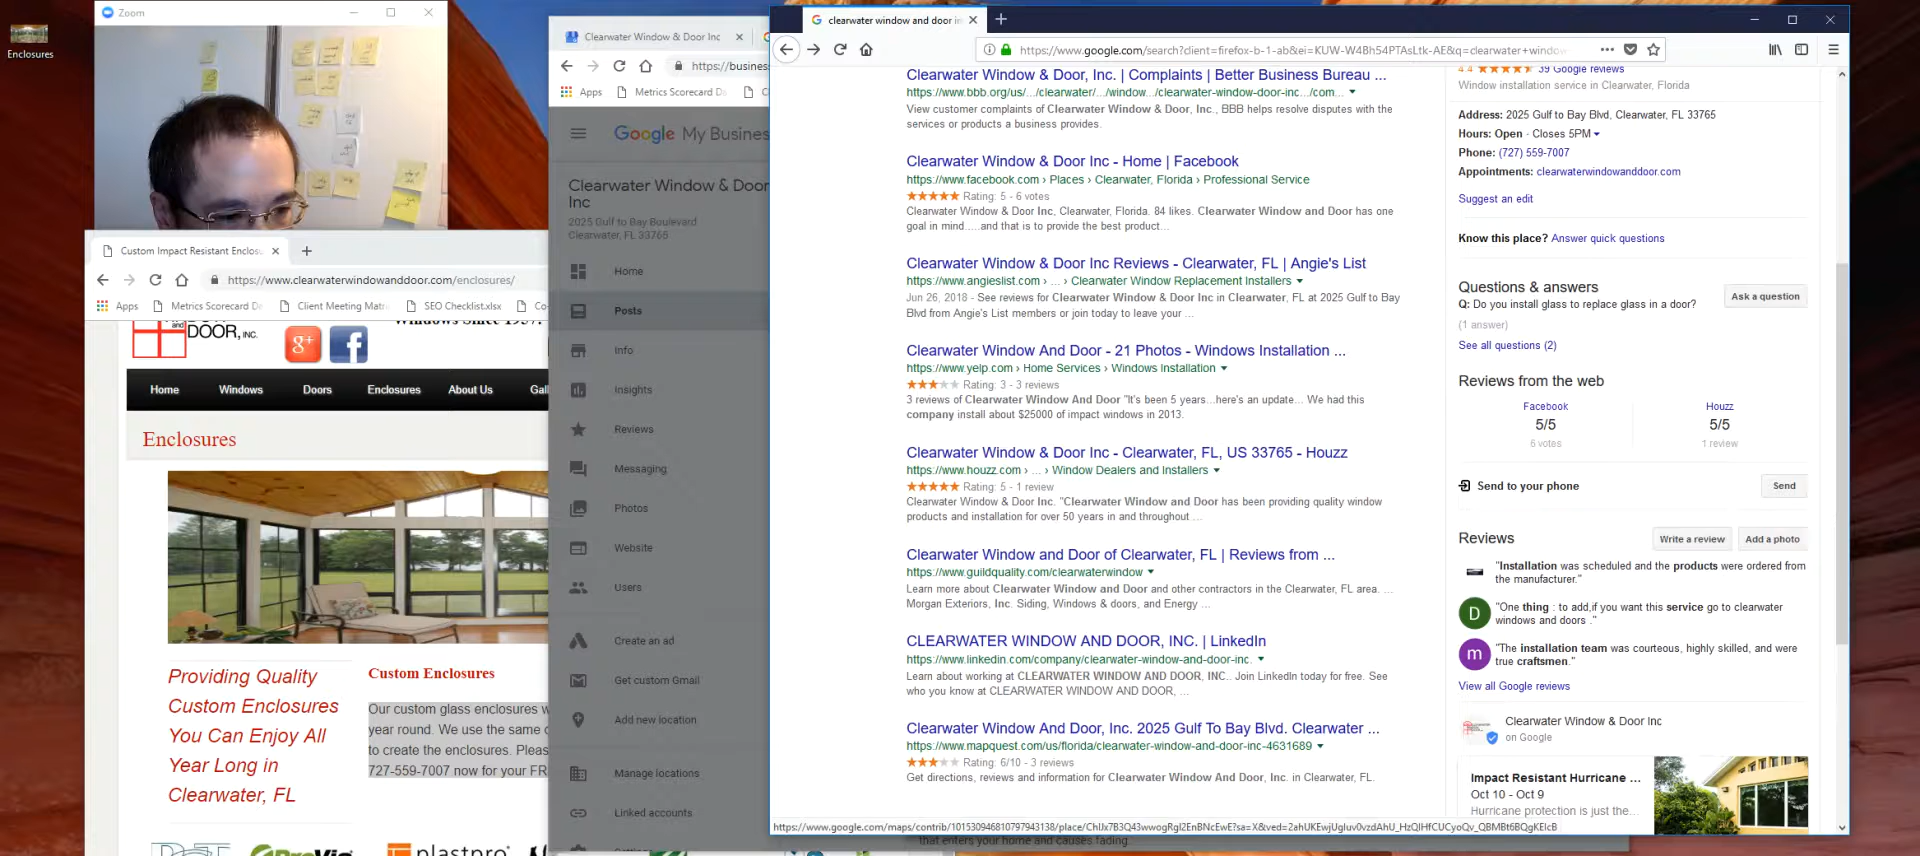 Enclosures
Zoom
Custom Impact Resistant Enclosu
https://www.clearwaterwindowanddoor.com/enclosures/
Apps
Metrics Scorecard Da
Client Meeting Matri
SEO Checklist.xlsx
Co
and
DOOR, INC.
Windows Since 1957.
g+
f
Home
Windows
Doors
Enclosures
About Us
Gal
Enclosures
Providing Quality
Custom Enclosures
You Can Enjoy All
Year Long in
Clearwater, FL
Custom Enclosures
Our custom glass enclosures w
year round. We use the same c
to create the enclosures. Pleas
727-559-7007 now for your FR
ProVia
plastpro
Clearwater Window & Door Inc
https://business
Apps
Metrics Scorecard Da
Google My Business
Clearwater Window & Door
Inc
2025 Gulf to Bay Boulevard
Clearwater, FL 33765
Home
Posts
Info
Insights
Reviews
Messaging
Photos
Website
Users
Create an ad
Get custom Gmail
Add new location
Manage locations
Linked accounts
clearwater window and door in
https://www.google.com/search?client=firefox-b-1-ab&ei=KUW-W4Bh54PTAsLtk-AE&q=clearwater+windov
Clearwater Window & Door, Inc. | Complaints | Better Business Bureau ...
https://www.bbb.org/us/.../clearwater/.../window.../clearwater-window-door-inc.../com...
View customer complaints of Clearwater Window & Door, Inc., BBB helps resolve disputes with the
services or products a business provides.
Clearwater Window & Door Inc - Home | Facebook
https://www.facebook.com › Places › Clearwater, Florida › Professional Service
Rating: 5 - 6 votes
Clearwater Window & Door Inc, Clearwater, Florida. 84 likes. Clearwater Window and Door has one
goal in mind.....and that is to provide the best product...
Clearwater Window & Door Inc Reviews - Clearwater, FL | Angie's List
https://www.angieslist.com › ... › Clearwater Window Replacement Installers
Jun 26, 2018 - See reviews for Clearwater Window & Door Inc in Clearwater, FL at 2025 Gulf to Bay
Blvd from Angie's List members or join today to leave your ...
Clearwater Window And Door - 21 Photos - Windows Installation ...
https://www.yelp.com › Home Services › Windows Installation
Rating: 3 - 3 reviews
3 reviews of Clearwater Window And Door "It's been 5 years...here's an update... We had this
company install about $25000 of impact windows in 2013.
Clearwater Window & Door Inc - Clearwater, FL, US 33765 - Houzz
https://www.houzz.com › ... › Window Dealers and Installers
Rating: 5 - 1 review
Clearwater Window & Door Inc. "Clearwater Window and Door has been providing quality window
products and installation for over 50 years in and throughout ...
Clearwater Window and Door of Clearwater, FL | Reviews from ...
https://www.guildquality.com/clearwaterwindow
Learn more about Clearwater Window and Door and other contractors in the Clearwater, FL area. ...
Morgan Exteriors, Inc. Siding, Windows & doors, and Energy ...
CLEARWATER WINDOW AND DOOR, INC. | LinkedIn
https://www.linkedin.com/company/clearwater-window-and-door-inc.
Learn about working at CLEARWATER WINDOW AND DOOR, INC.. Join LinkedIn today for free. See
who you know at CLEARWATER WINDOW AND DOOR, ...
Clearwater Window And Door, Inc. 2025 Gulf To Bay Blvd. Clearwater ...
https://www.mapquest.com/us/florida/clearwater-window-and-door-inc-4631689
Rating: 6/10 - 3 reviews
Get directions, reviews and information for Clearwater Window And Door, Inc. in Clearwater, FL.
4.4
39 Google reviews
Window installation service in Clearwater, Florida
Address: 2025 Gulf to Bay Blvd, Clearwater, FL 33765
Hours: Open · Closes 5PM
Phone: (727) 559-7007
Appointments: clearwaterwindowanddoor.com
Suggest an edit
Know this place? Answer quick questions
Questions & answers
Q: Do you install glass to replace glass in a door?
Ask a question
(1 answer)
See all questions (2)
Reviews from the web
Facebook
5/5
6 votes
Houzz
5/5
1 review
Send to your phone
Send
Reviews
Write a review
Add a photo
"Installation was scheduled and the products were ordered from
the manufacturer."
D
"One thing : to add,if you want this service go to clearwater
windows and doors ."
m
"The installation team was courteous, highly skilled, and were
true craftsmen."
View all Google reviews
Clearwater Window & Door Inc
on Google
Impact Resistant Hurricane ...
Oct 10 - Oct 9
Hurricane protection is just the...
that enters your home and causes fading.